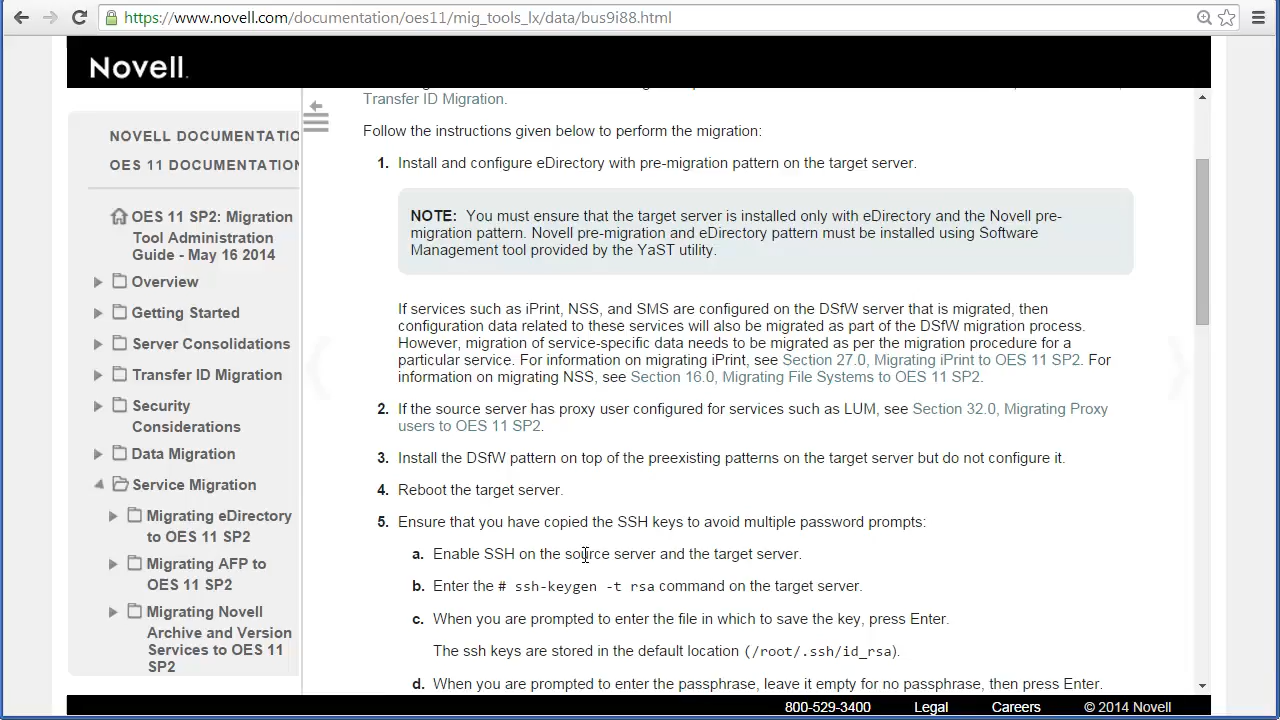 https://www.novell.com/documentation/oes11/mig_tools_lx/data/bus9i88.html
Novell.
NOVELL DOCUMENTATIO
OES 11 DOCUMENTATION
OES 11 SP2: Migration
Tool Administration
Guide - May 16 2014
Overview
Getting Started
Server Consolidations
Transfer ID Migration
Security
Considerations
Data Migration
Service Migration
Migrating eDirectory
to OES 11 SP2
Migrating AFP to
OES 11 SP2
Migrating Novell
Archive and Version
Services to OES 11
SP2
Transfer ID Migration.
Follow the instructions given below to perform the migration:
1. Install and configure eDirectory with pre-migration pattern on the target server.
NOTE: You must ensure that the target server is installed only with eDirectory and the Novell pre-
migration pattern. Novell pre-migration and eDirectory pattern must be installed using Software
Management tool provided by the YaST utility.
If services such as iPrint, NSS, and SMS are configured on the DSfW server that is migrated, then
configuration data related to these services will also be migrated as part of the DSfW migration process.
However, migration of service-specific data needs to be migrated as per the migration procedure for a
particular service. For information on migrating iPrint, see Section 27.0, Migrating iPrint to OES 11 SP2. For
information on migrating NSS, see Section 16.0, Migrating File Systems to OES 11 SP2.
2. If the source server has proxy user configured for services such as LUM, see Section 32.0, Migrating Proxy
users to OES 11 SP2.
3. Install the DSfW pattern on top of the preexisting patterns on the target server but do not configure it.
4. Reboot the target server.
5. Ensure that you have copied the SSH keys to avoid multiple password prompts:
a. Enable SSH on the source server and the target server.
b. Enter the # ssh-keygen -t rsa command on the target server.
c. When you are prompted to enter the file in which to save the key, press Enter.
The ssh keys are stored in the default location (/root/.ssh/id_rsa).
d. When you are prompted to enter the passphrase, leave it empty for no passphrase, then press Enter.
800-529-3400 Legal Careers © 2014 Novell